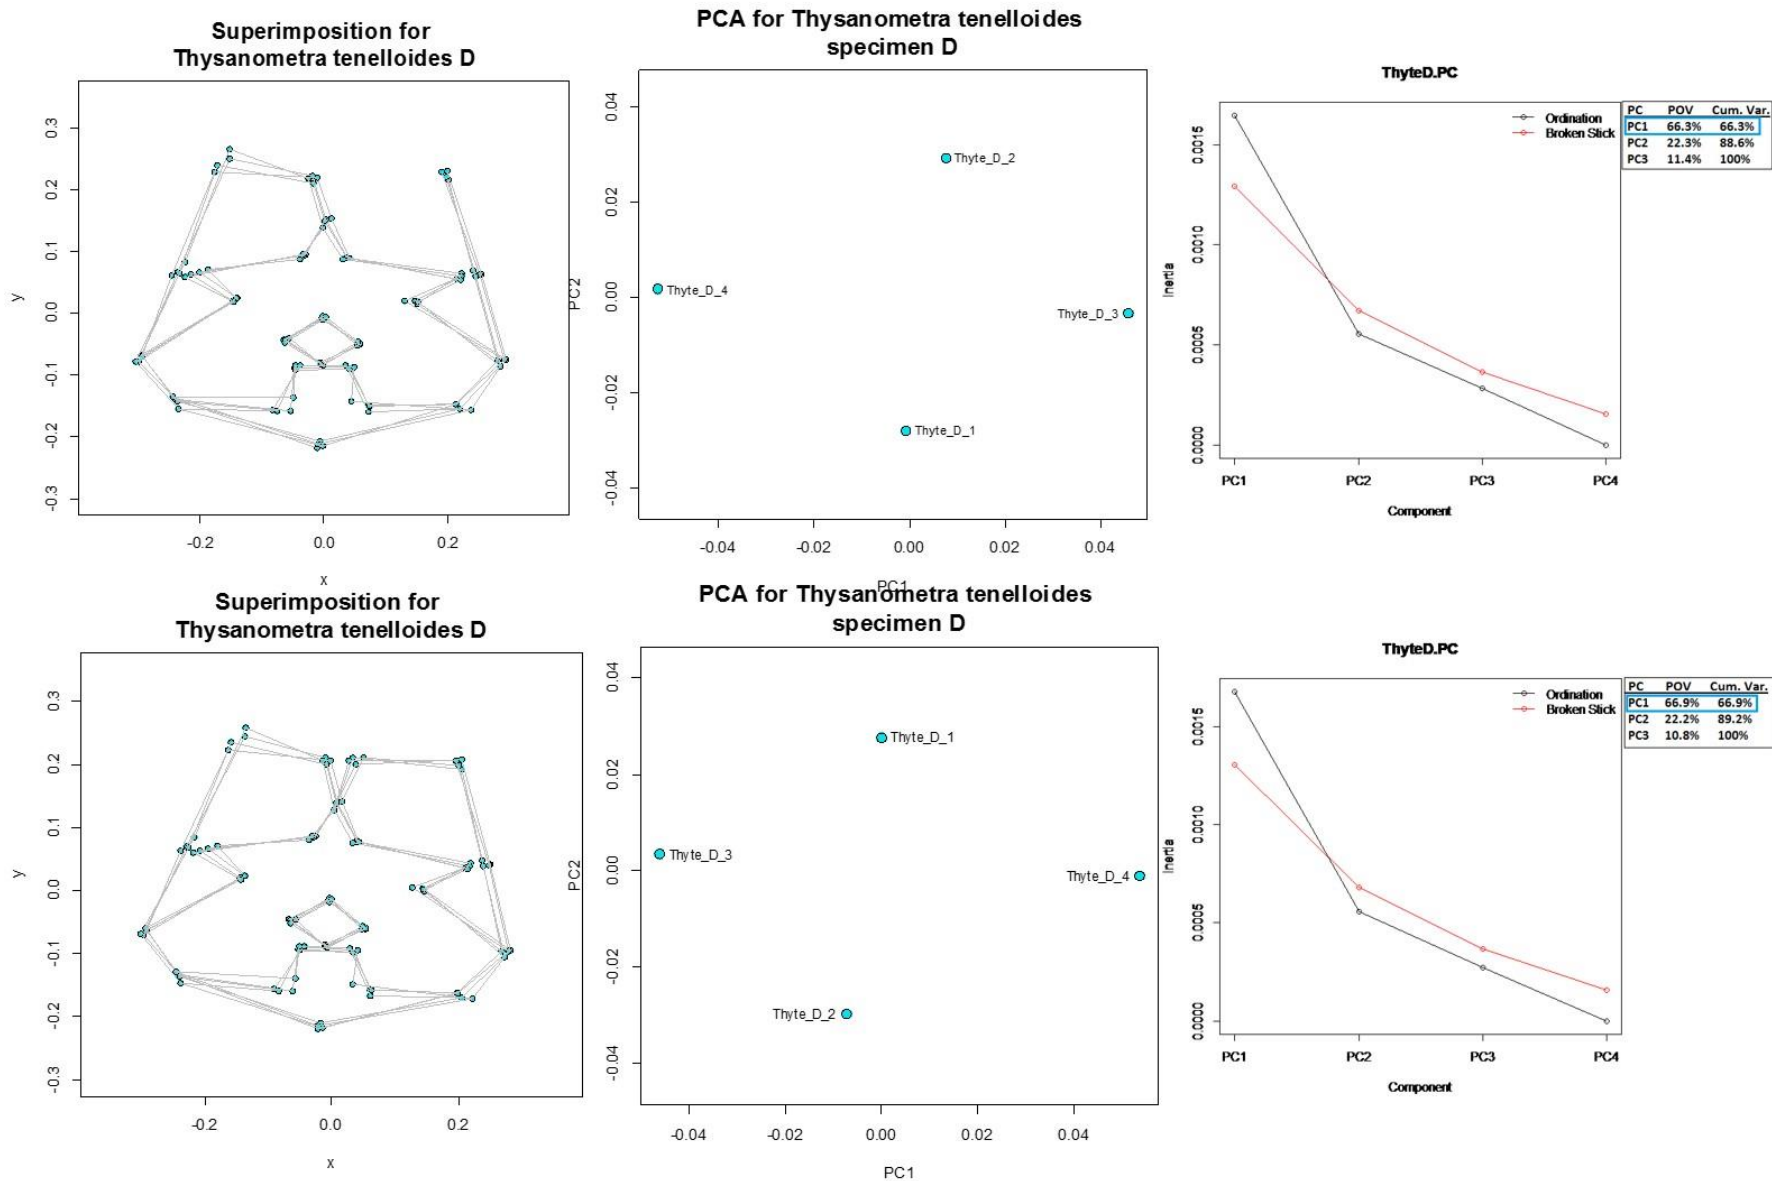 Superimposition for
Thysanometra tenelloides D
0.3
0.2
0.1
0.0
-0.1
-0.2
-0.3
y
-0.2
0.0
0.2
x
PCA for Thysanometra tenelloides
specimen D
0.04
0.02
0.00
-0.02
-0.04
PC2
Thyte_D_2
Thyte_D_4
Thyte_D_3
Thyte_D_1
-0.04
-0.02
0.00
0.02
0.04
PC1
ThyteD.PC
Ordination
Broken Stick
0.0015
0.0010
0.0005
0.0000
Inertia
PC1
PC2
PC3
PC4
Component
PC POV Cum. Var.
PC1 66.3% 66.3%
PC2 22.3% 88.6%
PC3 11.4% 100%
Superimposition for
Thysanometra tenelloides D
0.3
0.2
0.1
0.0
-0.1
-0.2
-0.3
y
-0.2
0.0
0.2
x
PCA for Thysanometra tenelloides
specimen D
0.04
0.02
0.00
-0.02
-0.04
PC2
Thyte_D_1
Thyte_D_3
Thyte_D_4
Thyte_D_2
-0.04
-0.02
0.00
0.02
0.04
PC1
ThyteD.PC
Ordination
Broken Stick
0.0015
0.0010
0.0005
0.0000
Inertia
PC1
PC2
PC3
PC4
Component
PC POV Cum. Var.
PC1 66.9% 66.9%
PC2 22.2% 89.2%
PC3 10.8% 100%